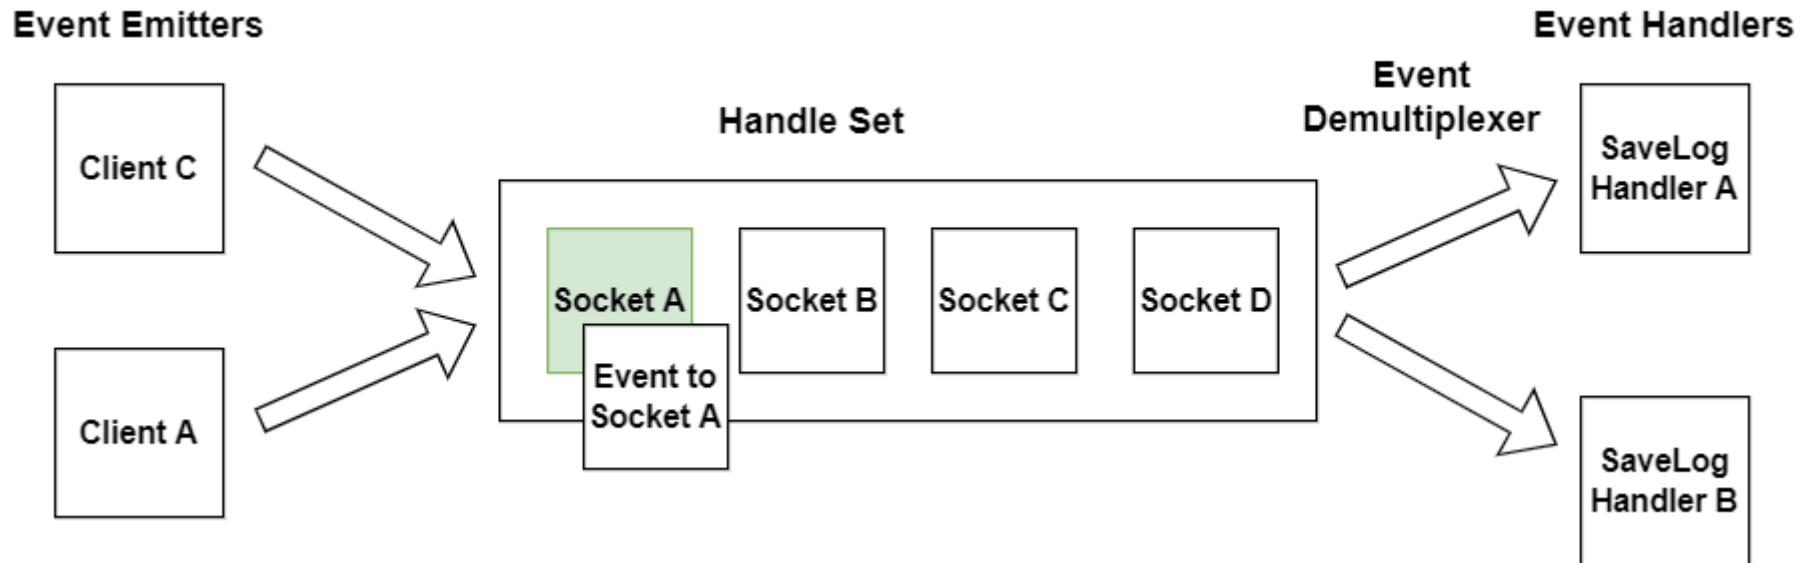 Event Emitters
Event Handlers
Event
Demultiplexer
Handle Set
Client C
SaveLog
Handler A
Socket A
Socket B
Socket C
Socket D
Event to
Socket A
Client A
SaveLog
Handler B